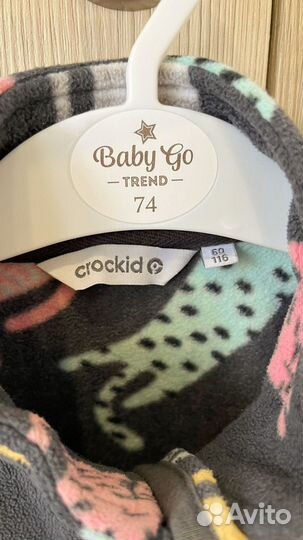 Baby Go
TREND
74
crockid
60
116
Avito